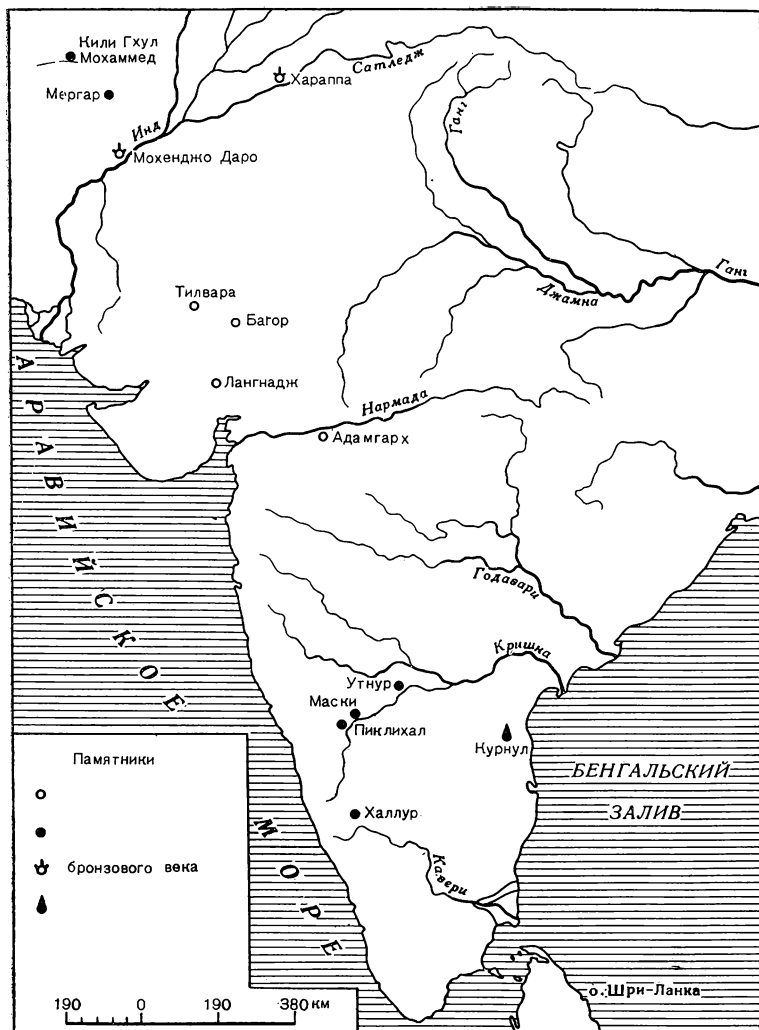 Кили Гхул
Мохаммед
Мергар
Хараппа
Сатледж
Инд
Мохенджо Даро
Ганг
Ганг
Джамна
Тилвара
Багор
Лангнадж
Нармада
Адамгарх
АРАВИЙСКОЕ
МОРЕ
Годавари
Кришна
Утнур
Маски
Пиклихал
Курнул
БЕНГАЛЬСКИЙ
ЗАЛИВ
Халлур
Кавери
о. Шри-Ланка
Памятники
бронзового века
190 0 190 380 км